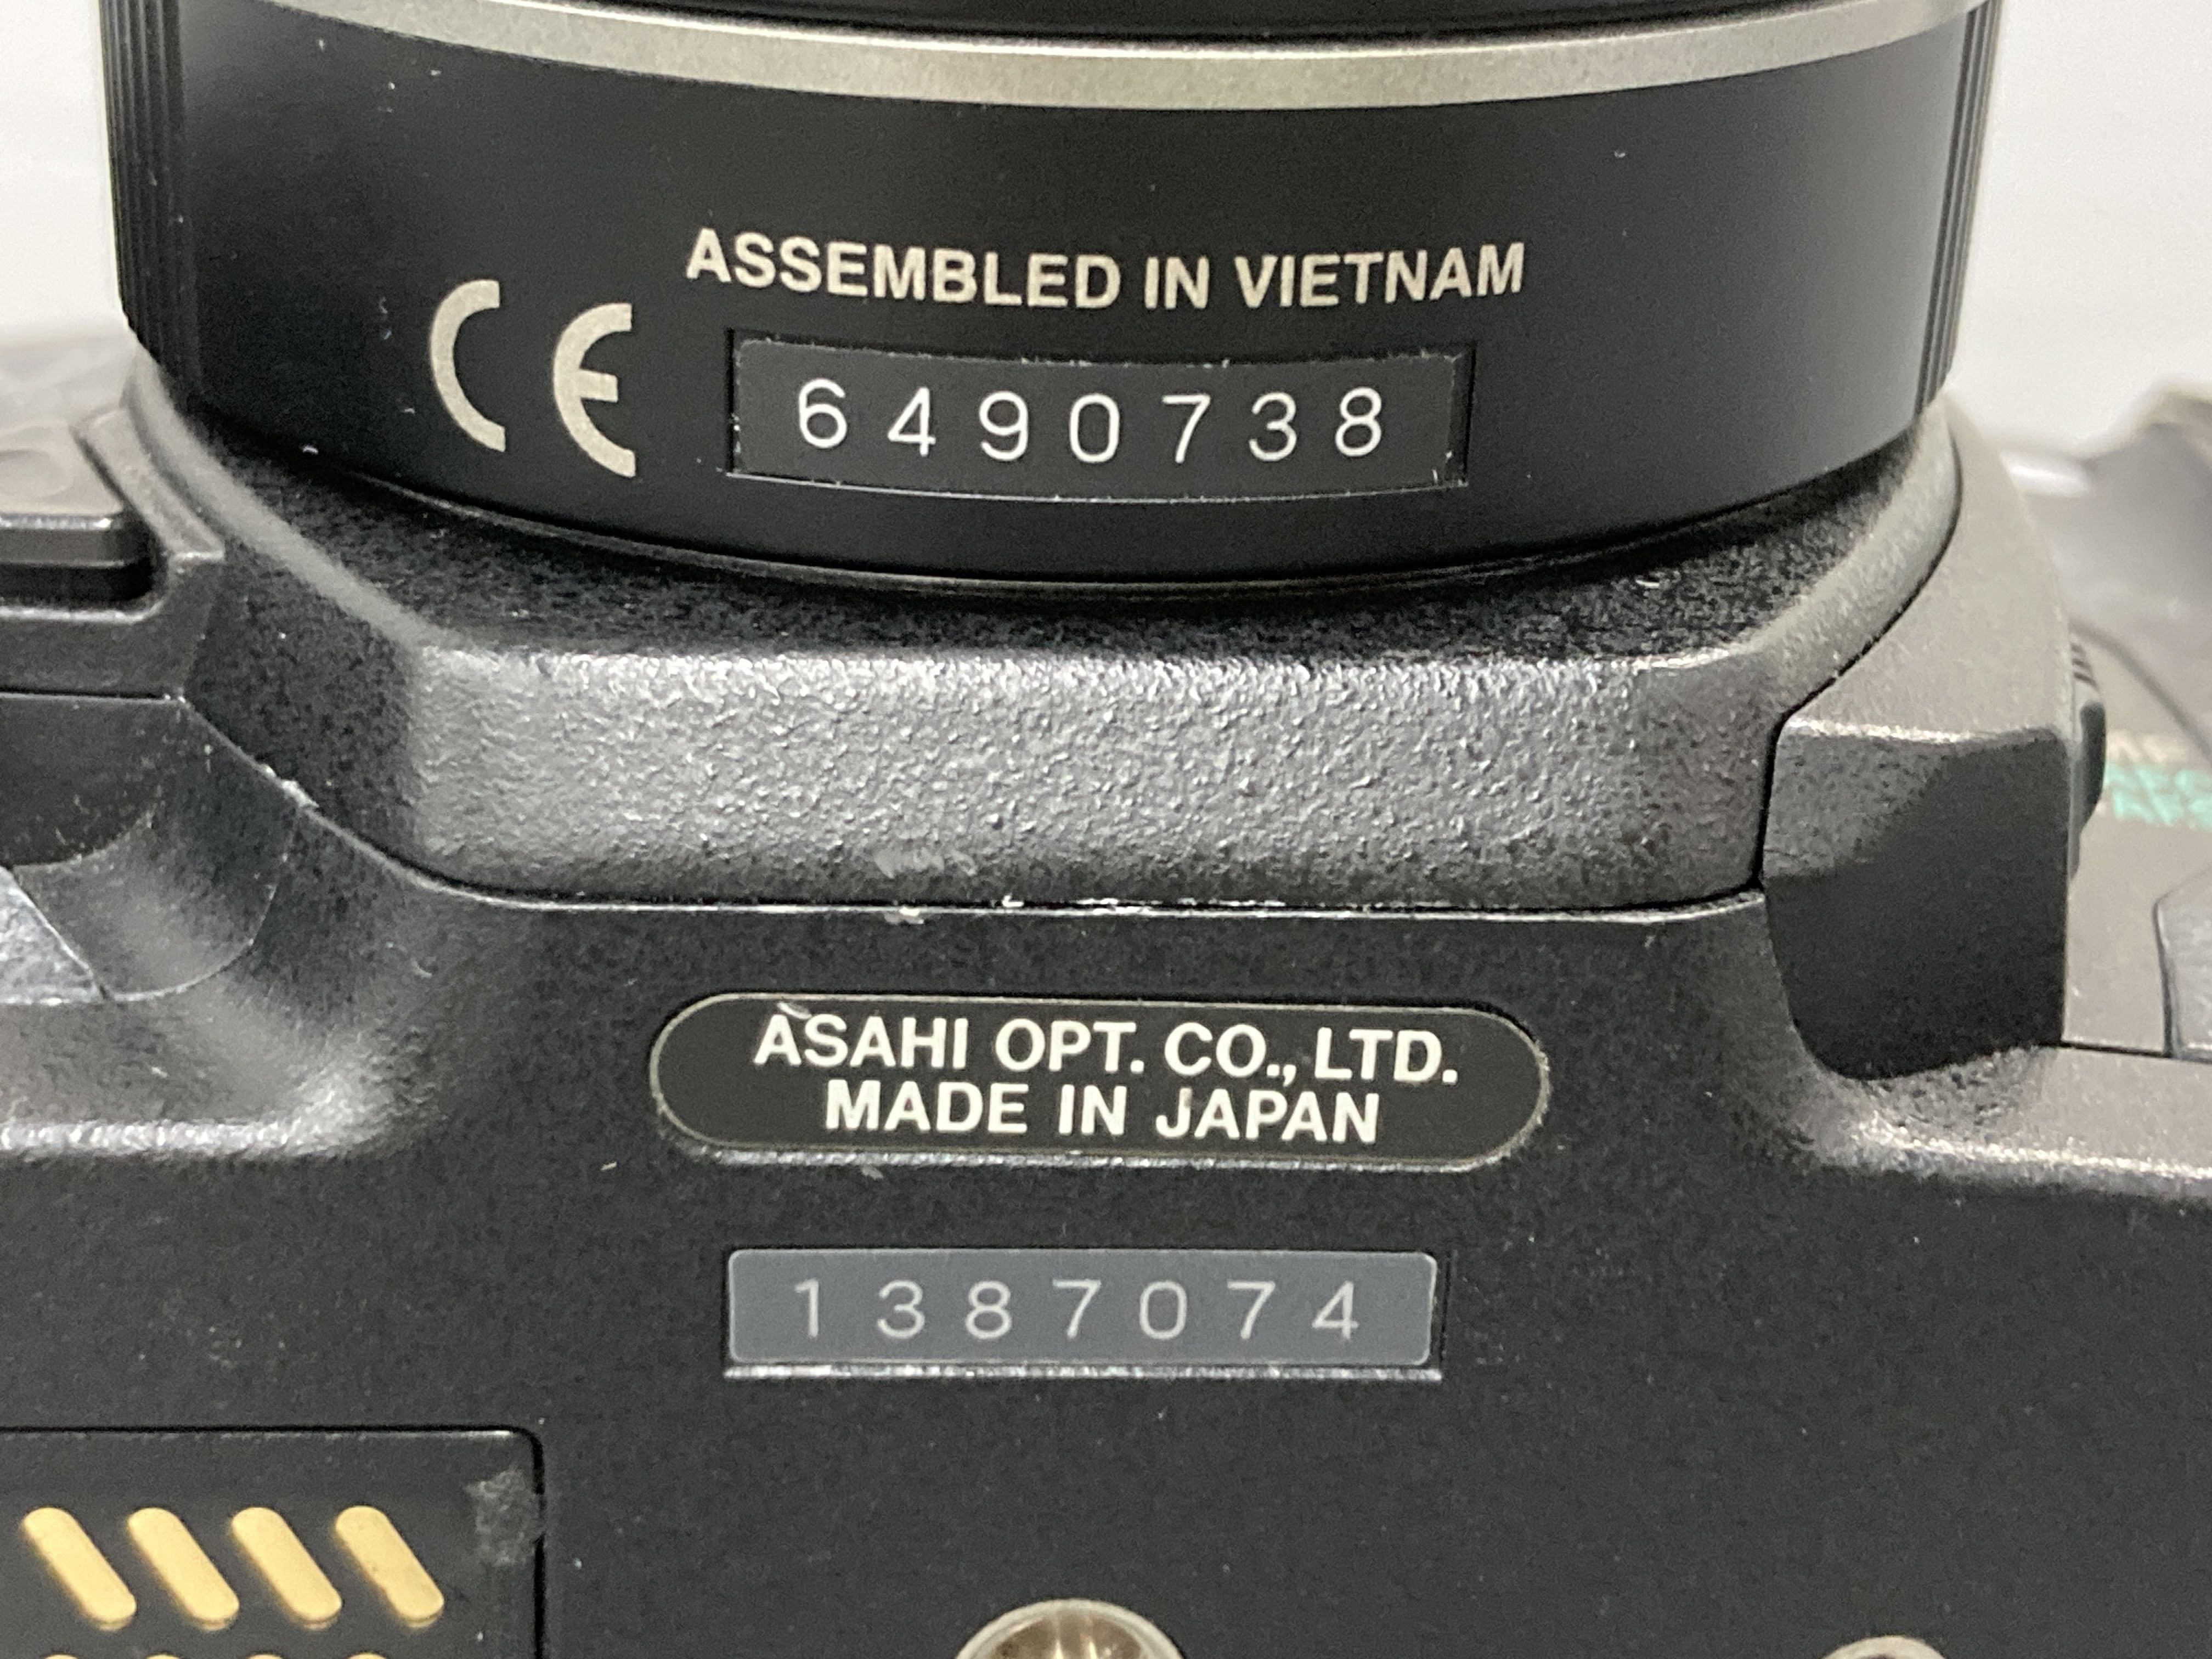 ASSEMBLED IN VIETNAM
CE 6490738
ASAHI OPT. CO., LTD.
MADE IN JAPAN
1387074